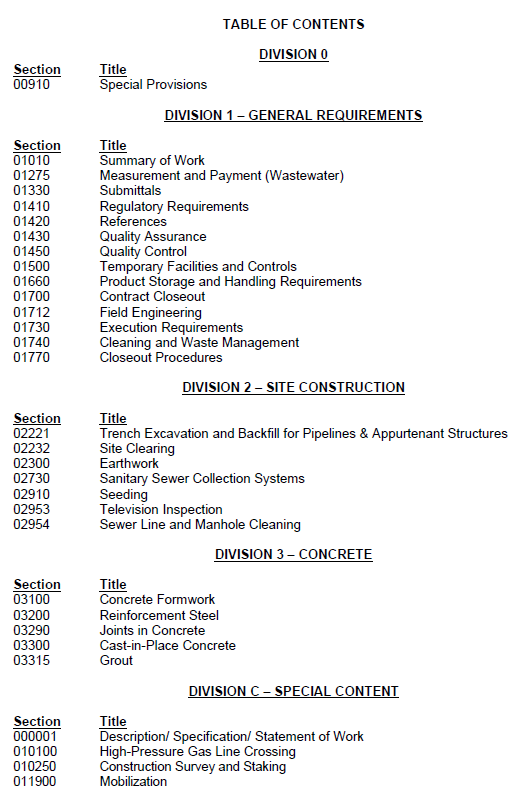 TABLE OF CONTENTS
DIVISION 0
Section Title
00910 Special Provisions
DIVISION 1 – GENERAL REQUIREMENTS
Section Title
01010 Summary of Work
01275 Measurement and Payment (Wastewater)
01330 Submittals
01410 Regulatory Requirements
01420 References
01430 Quality Assurance
01450 Quality Control
01500 Temporary Facilities and Controls
01660 Product Storage and Handling Requirements
01700 Contract Closeout
01712 Field Engineering
01730 Execution Requirements
01740 Cleaning and Waste Management
01770 Closeout Procedures
DIVISION 2 – SITE CONSTRUCTION
Section Title
02221 Trench Excavation and Backfill for Pipelines & Appurtenant Structures
02232 Site Clearing
02300 Earthwork
02730 Sanitary Sewer Collection Systems
02910 Seeding
02953 Television Inspection
02954 Sewer Line and Manhole Cleaning
DIVISION 3 – CONCRETE
Section Title
03100 Concrete Formwork
03200 Reinforcement Steel
03290 Joints in Concrete
03300 Cast-in-Place Concrete
03315 Grout
DIVISION C – SPECIAL CONTENT
Section Title
000001 Description/ Specification/ Statement of Work
010100 High-Pressure Gas Line Crossing
010250 Construction Survey and Staking
011900 Mobilization